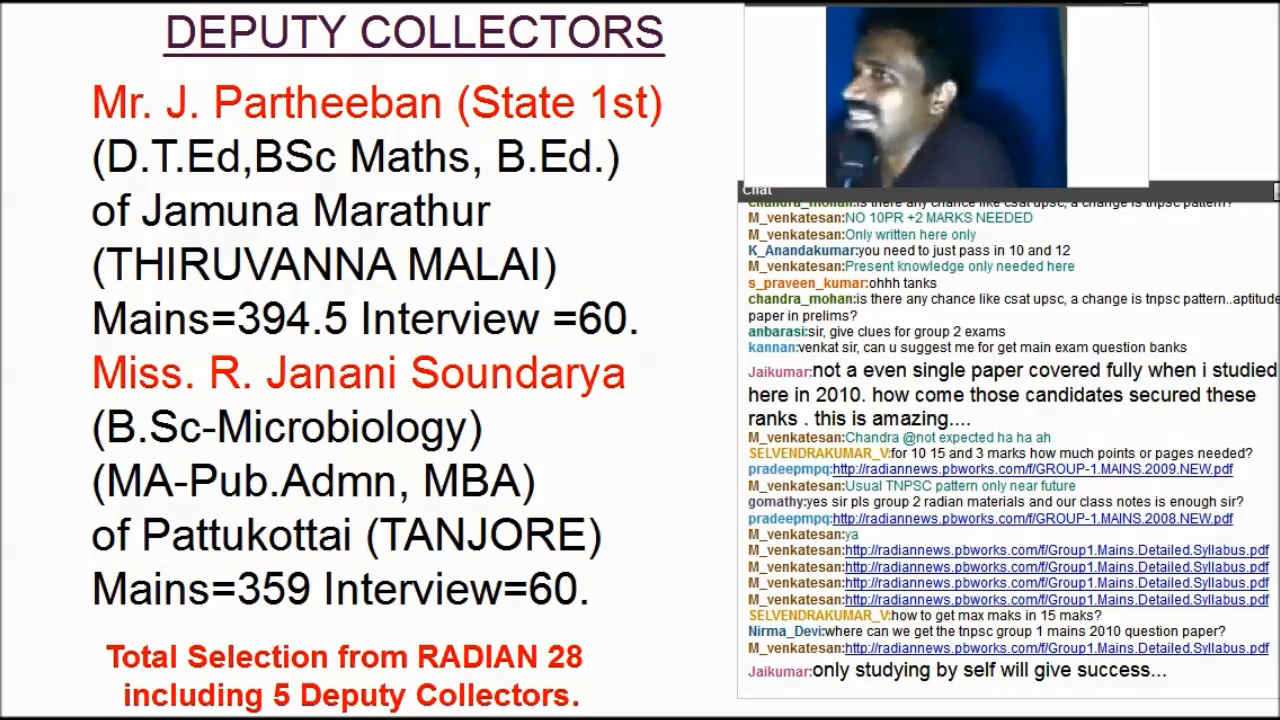 DEPUTY COLLECTORS
Mr. J. Partheeban (State 1st)
(D.T.Ed,BSc Maths, B.Ed.)
of Jamuna Marathur
(THIRUVANNA MALAI)
Mains=394.5 Interview =60.
Miss. R. Janani Soundarya
(B.Sc-Microbiology)
(MA-Pub.Admn, MBA)
of Pattukottai (TANJORE)
Mains=359 Interview=60.
Total Selection from RADIAN 28
including 5 Deputy Collectors.
Chat
chandra_mohan:is there any chance like csat upsc, a change is tnpsc pattern?
M_venkatesan:NO 10PR +2 MARKS NEEDED
M_venkatesan:Only written here only
K_Anandakumar:you need to just pass in 10 and 12
M_venkatesan:Present knowledge only needed here
s_praveen_kumar:ohhh tanks
chandra_mohan:is there any chance like csat upsc, a change is tnpsc pattern..aptitude
paper in prelims?
anbarasi:sir, give clues for group 2 exams
kannan:venkat sir, can u suggest me for get main exam question banks
Jaikumar:not a even single paper covered fully when i studied
here in 2010. how come those candidates secured these
ranks . this is amazing....
M_venkatesan:Chandra @not expected ha ha ah
SELVENDRAKUMAR_V:for 10 15 and 3 marks how much points or pages needed?
pradeepmpq:http://radiannews.pbworks.com/f/GROUP-1.MAINS.2009.NEW.pdf
M_venkatesan:Usual TNPSC pattern only near future
gomathy:yes sir pls group 2 radian materials and our class notes is enough sir?
pradeepmpq:http://radiannews.pbworks.com/f/GROUP-1.MAINS.2008.NEW.pdf
M_venkatesan:ya
M_venkatesan:http://radiannews.pbworks.com/f/Group1.Mains.Detailed.Syllabus.pdf
M_venkatesan:http://radiannews.pbworks.com/f/Group1.Mains.Detailed.Syllabus.pdf
M_venkatesan:http://radiannews.pbworks.com/f/Group1.Mains.Detailed.Syllabus.pdf
M_venkatesan:http://radiannews.pbworks.com/f/Group1.Mains.Detailed.Syllabus.pdf
SELVENDRAKUMAR_V:how to get max maks in 15 maks?
Nirma_Devi:where can we get the tnpsc group 1 mains 2010 question paper?
M_venkatesan:http://radiannews.pbworks.com/f/Group1.Mains.Detailed.Syllabus.pdf
Jaikumar:only studying by self will give success...